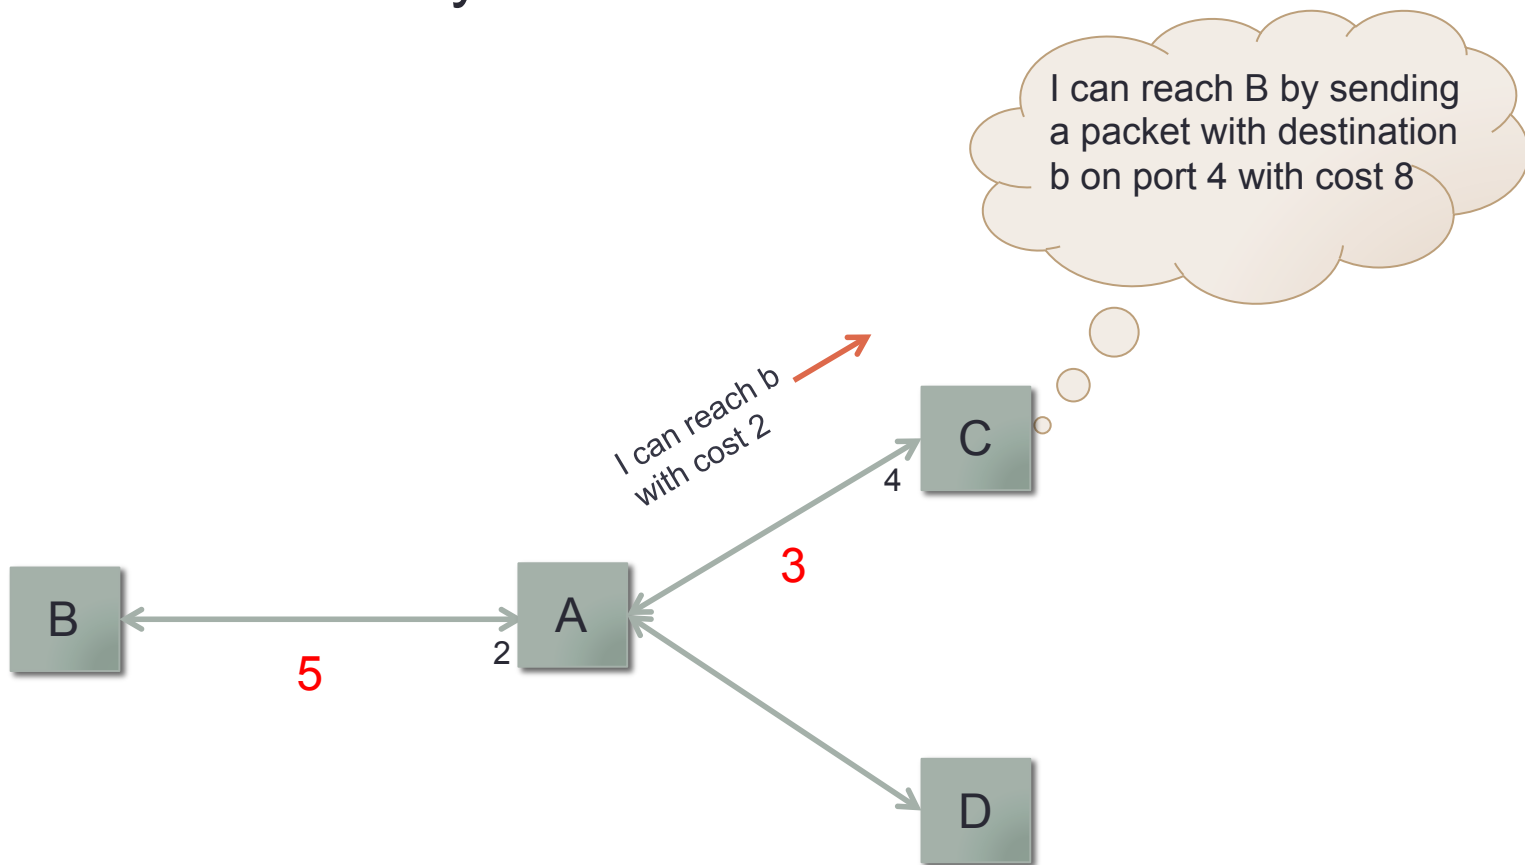 y
I can reach B by sending
a packet with destination
b on port 4 with cost 8
I can reach b
with cost 2
C
4
3
B
A
2
5
D